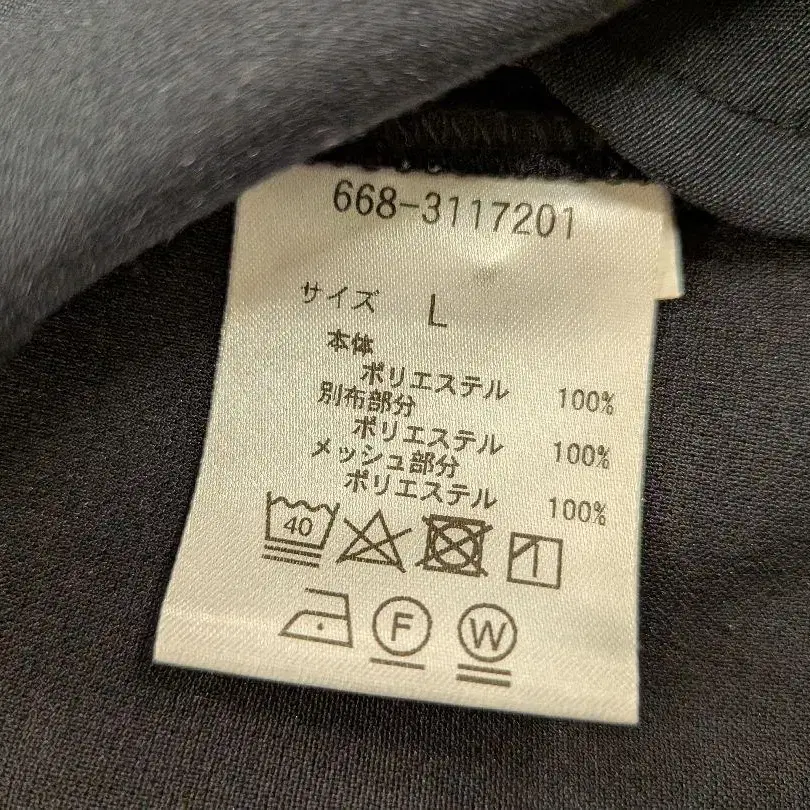 668-3117201
サイズ L
本体
ポリエステル 100%
別布部分
ポリエステル 100%
メッシュ部分
ポリエステル 100%
40
F W